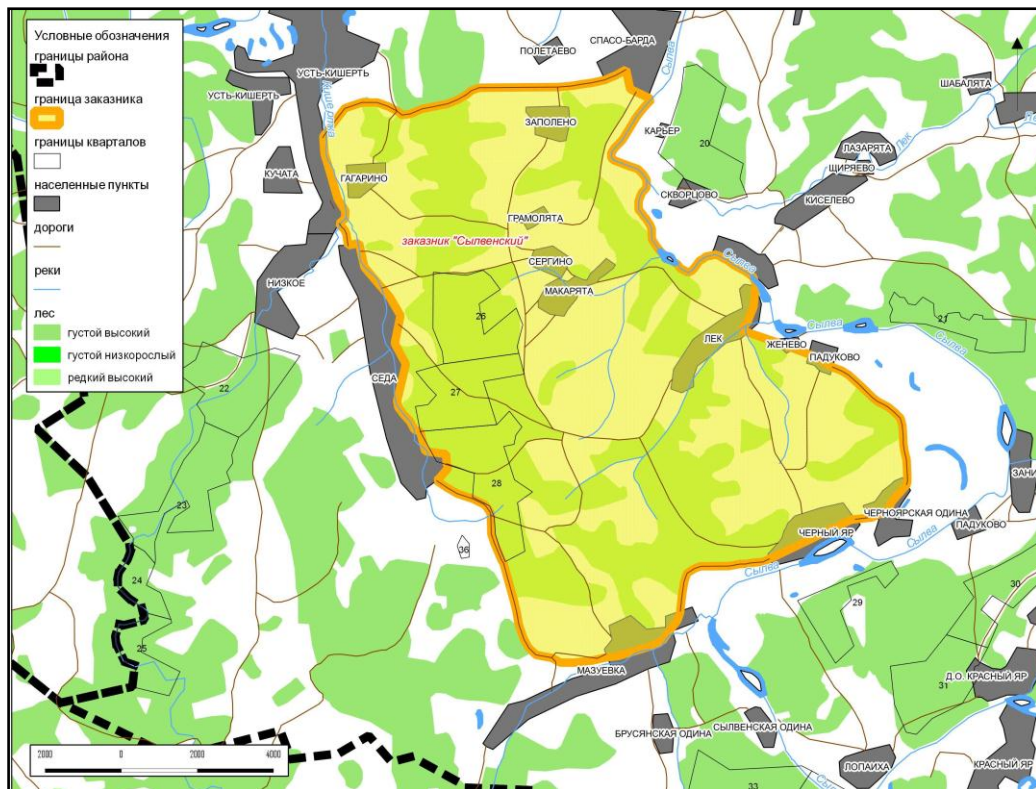 Условные обозначения
границы района
граница заказника
границы кварталов
населенные пункты
дороги
реки
лес
густой высокий
густой низкорослый
редкий высокий
УСТЬ-КИШЕРТЬ
УСТЬ-КИШЕРТЬ
ПОЛЕТАЕВО
СПАСО-БАРДА
Сылва
ШАБАЛЯТА
ЗАПОЛЕНО
КАРЬЕР
20
ЛАЗАРЯТА
Лек
ЩИРЯЕВО
КУЧАТА
ГАГАРИНО
СКВОРЦОВО
КИСЕЛЕВО
ГРАМОЛЯТА
заказник "Сылвенский"
СЕРГИНО
Сылва
НИЗКОЕ
МАКАРЯТА
26
21
Сылва
Сылва
ЛЕК
ЖЕНЕВО
ПАДУКОВО
СЕДА
22
27
28
ЗАНИ
23
ЧЕРНОЯРСКАЯ ОДИНА
ПАДУКОВО
ЧЕРНЫЙ ЯР
Сылва
36
Сылва
24
30
29
25
МАЗУЕВКА
Д.О. КРАСНЫЙ ЯР
31
СЫЛВЕНСКАЯ ОДИНА
БРУСЯНСКАЯ ОДИНА
2000 0 2000 4000
ЛОПАИХА
КРАСНЫЙ ЯР
33